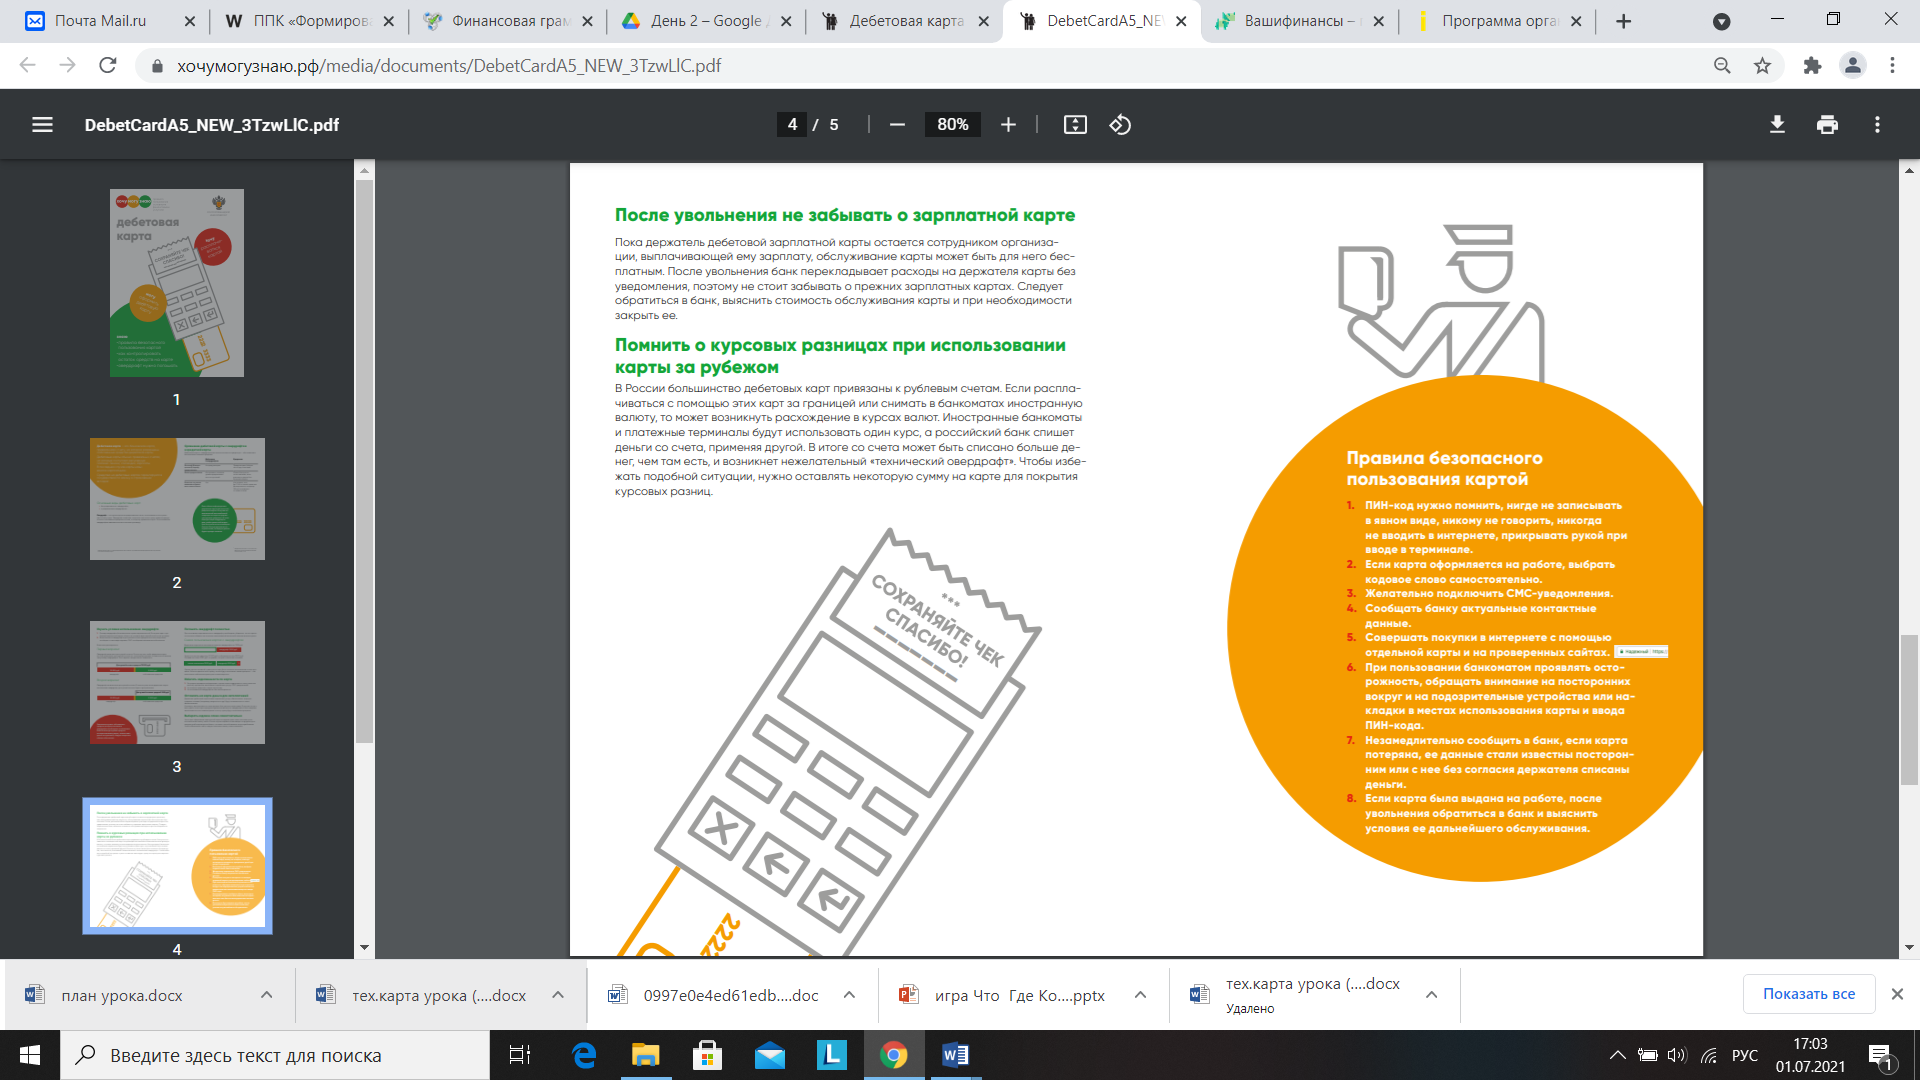 Почта Mail.ru
ППК «Формиров
Финансовая грам
День 2 – Google
Дебетовая карта
DebetCardA5_NE
Вашифинансы –
Программа орга
хочумогузнаю.рф/media/documents/DebetCardA5_NEW_3TzwLlC.pdf
DebetCardA5_NEW_3TzwLlC.pdf
4 / 5
80%
дебетовая
карта
1
2
3
4
После увольнения не забывать о зарплатной карте
Пока держатель дебетовой зарплатной карты остается сотрудником организа-
ции, выплачивающей ему зарплату, обслуживание карты может быть для него бес-
платным. После увольнения банк перекладывает расходы на держателя карты без
уведомления, поэтому не стоит забывать о прежних зарплатных картах. Следует
обратиться в банк, выяснить стоимость обслуживания карты и при необходимости
закрыть ее.
Помнить о курсовых разницах при использовании
карты за рубежом
В России большинство дебетовых карт привязаны к рублевым счетам. Если распла-
чиваться с помощью этих карт за границей или снимать в банкоматах иностранную
валюту, то может возникнуть расхождение в курсах валют. Иностранные банкоматы
и платежные терминалы будут использовать один курс, а российский банк спишет
деньги со счета, применяя другой. В итоге со счета может быть списано больше де-
нег, чем там есть, и возникнет нежелательный «технический овердрафт». Чтобы избе-
жать подобной ситуации, нужно оставлять некоторую сумму на карте для покрытия
курсовых разниц.
***
СОХРАНЯЙТЕ ЧЕК
СПАСИБО!
2222
Правила безопасного
пользования картой
1. ПИН-код нужно помнить, нигде не записывать
в явном виде, никому не говорить, никогда
не вводить в интернете, прикрывать рукой при
вводе в терминале.
2. Если карта оформляется на работе, выбрать
кодовое слово самостоятельно.
3. Желательно подключить СМС-уведомления.
4. Сообщать банку актуальные контактные
данные.
5. Совершать покупки в интернете с помощью
отдельной карты и на проверенных сайтах.
6. При пользовании банкоматом проявлять осто-
рожность, обращать внимание на посторонних
вокруг и на подозрительные устройства или на-
кладки в местах использования карты и ввода
ПИН-кода.
7. Незамедлительно сообщить в банк, если карта
потеряна, ее данные стали известны посторон-
ним или с нее без согласия держателя списаны
деньги.
8. Если карта была выдана на работе, после
увольнения обратиться в банк и выяснить
условия ее дальнейшего обслуживания.
план урока.docx
тех.карта урока (....docx
0997e0e4ed61edb....doc
игра Что Где Ко....pptx
тех.карта урока (....docx
Удалено
Показать все
Введите здесь текст для поиска
РУС
17:03
01.07.2021
1